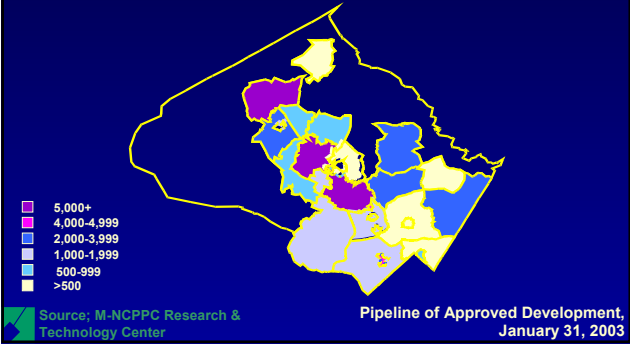 5,000+
4,000-4,999
2,000-3,999
1,000-1,999
500-999
>500
Source; M-NCPPC Research &
Technology Center
Pipeline of Approved Development,
January 31, 2003